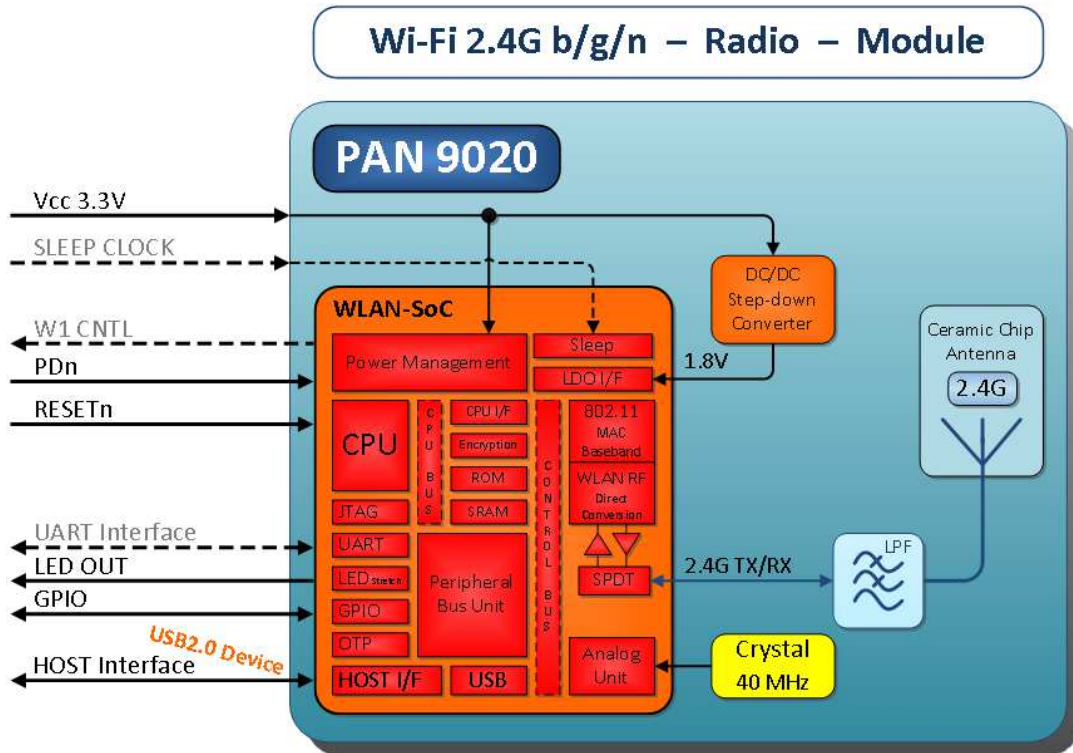 Wi-Fi 2.4G b/g/n – Radio – Module
PAN 9020
Vcc 3.3V
SLEEP CLOCK
W1 CNTL
PDn
RESETn
UART Interface
LED OUT
GPIO
USB2.0 Device
HOST Interface
WLAN-SoC
Power Management
Sleep
LDO I/F
CPU
CPU BUS
CPU I/F
Encryption
ROM
SRAM
JTAG
UART
LED Stretch
GPIO
OTP
HOST I/F
USB
Peripheral
Bus Unit
CONTROL BUS
802.11
MAC
Baseband
WLAN RF
Direct
Conversion
SPDT
Analog
Unit
DC/DC
Step-down
Converter
1.8V
2.4G TX/RX
LPF
Crystal
40 MHz
Ceramic Chip
Antenna
2.4G